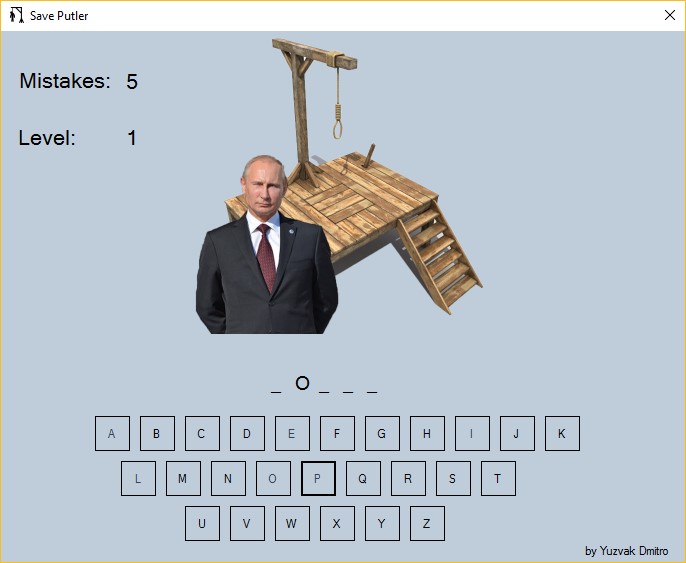 Save Putler
Mistakes: 5
Level: 1
_ O _ _ _
A B C D E F G H I J K
L M N O P Q R S T
U V W X Y Z
by Yuzvak Dmitro